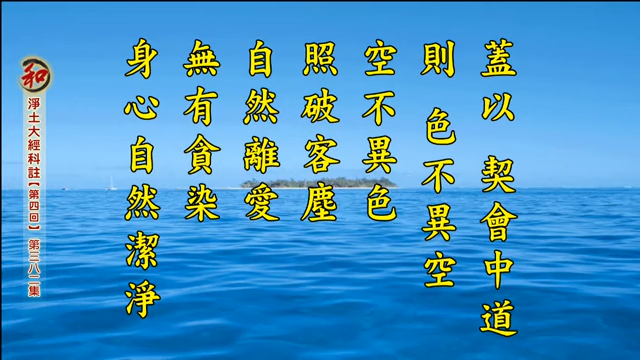 蓋以 契會中道
則 色不異空
空不異色
照破客塵
自然離愛
無有貪染
身心自然潔淨
和
淨土大經科註【第四回】 第三八二集